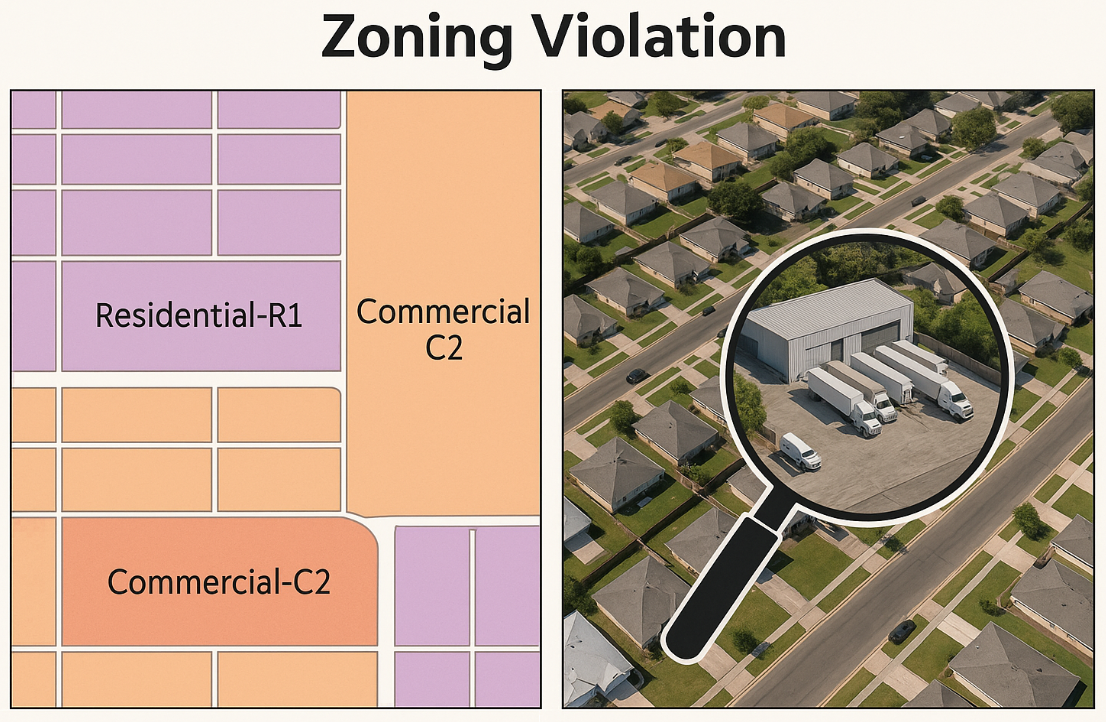 Zoning Violation
Residential-R1
Commercial
C2
Commercial-C2